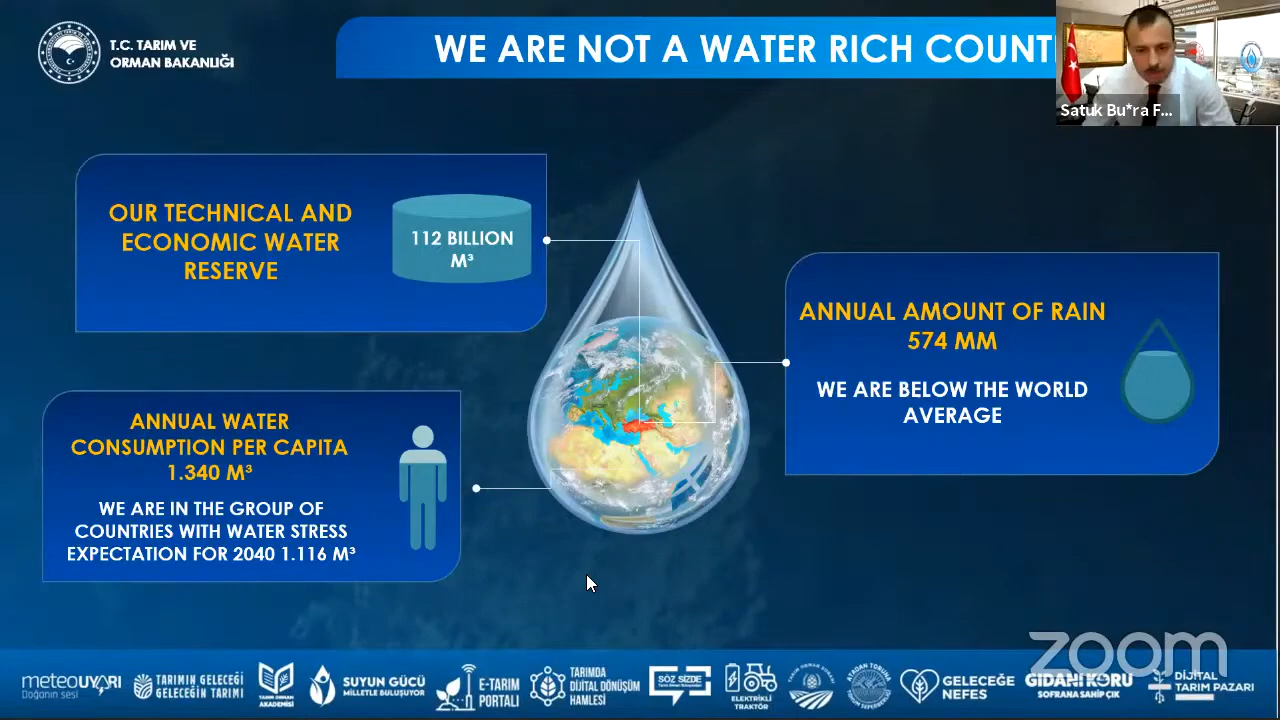 T.C. TARIM VE
ORMAN BAKANLIĞI
WE ARE NOT A WATER RICH COUNT
Satuk Bu*ra F...
OUR TECHNICAL AND
ECONOMIC WATER
RESERVE
112 BILLION
M³
ANNUAL AMOUNT OF RAIN
574 MM
WE ARE BELOW THE WORLD
AVERAGE
ANNUAL WATER
CONSUMPTION PER CAPITA
1.340 M³
WE ARE IN THE GROUP OF
COUNTRIES WITH WATER STRESS
EXPECTATION FOR 2040 1.116 M³
zoom
meteoUYARI
Doğanın sesi
TARIMIN GELECEĞİ
GELECEĞİN TARIMI
TARIM ORMAN
AKADEMİSİ
SUYUN GÜCÜ
MİLLETLE BULUŞUYOR
E-TARIM
PORTALI
TARIMDA
DİJİTAL DÖNÜŞÜM
HAMLESİ
SÖZ SİZDE
ELEKTRİKLİ
TRAKTÖR
GELECEĞE
NEFES
GIDANI KORU
SOFRANA SAHİP ÇIK
DİJİTAL
TARIM PAZARI